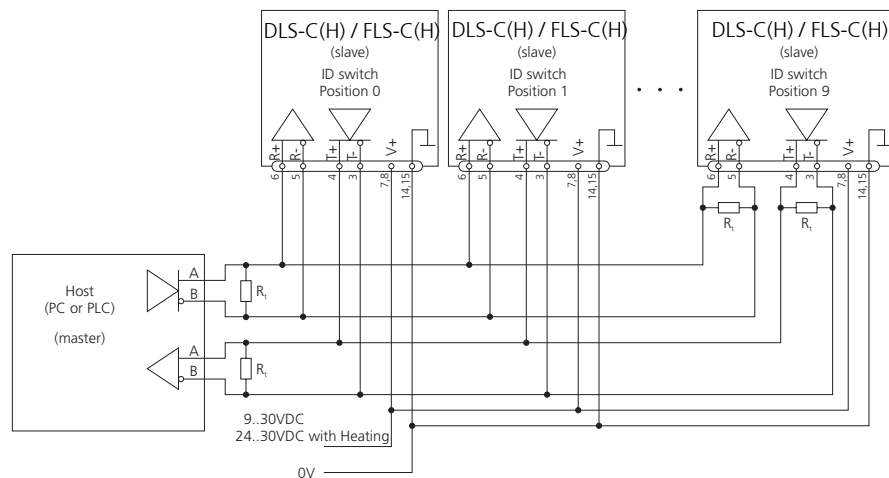 DLS-C(H) / FLS-C(H)
(slave)
ID switch
Position 0
R+
R-
T+
T-
V+
6
5
4
3
7,8
14,15
DLS-C(H) / FLS-C(H)
(slave)
ID switch
Position 1
R+
R-
T+
T-
V+
6
5
4
3
7,8
14,15
. . .
DLS-C(H) / FLS-C(H)
(slave)
ID switch
Position 9
R+
R-
T+
T-
V+
6
5
4
3
7,8
14,15
Rt
Rt
Host
(PC or PLC)
(master)
A
B
Rt
A
B
Rt
9..30VDC
24..30VDC with Heating
0V